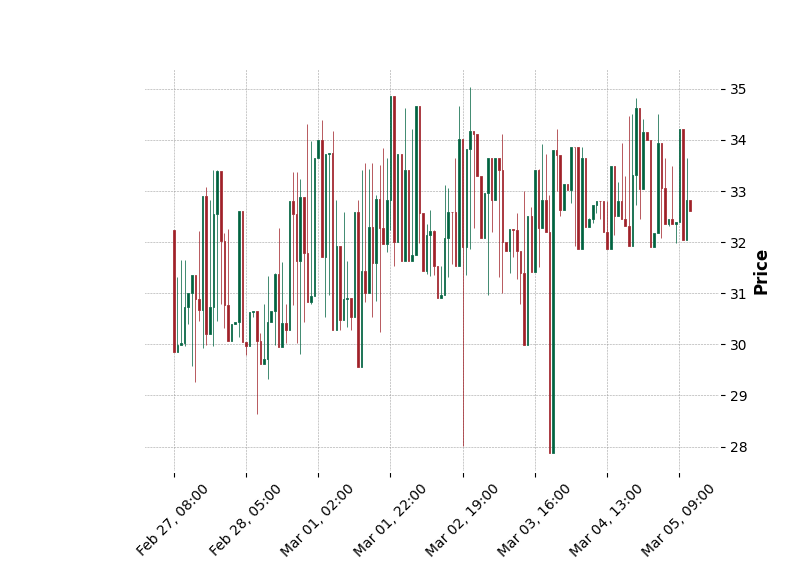 35
34
33
32
31
30
29
28
Price
Feb 27, 08:00
Feb 28, 05:00
Mar 01, 02:00
Mar 01, 22:00
Mar 02, 19:00
Mar 03, 16:00
Mar 04, 13:00
Mar 05, 09:00